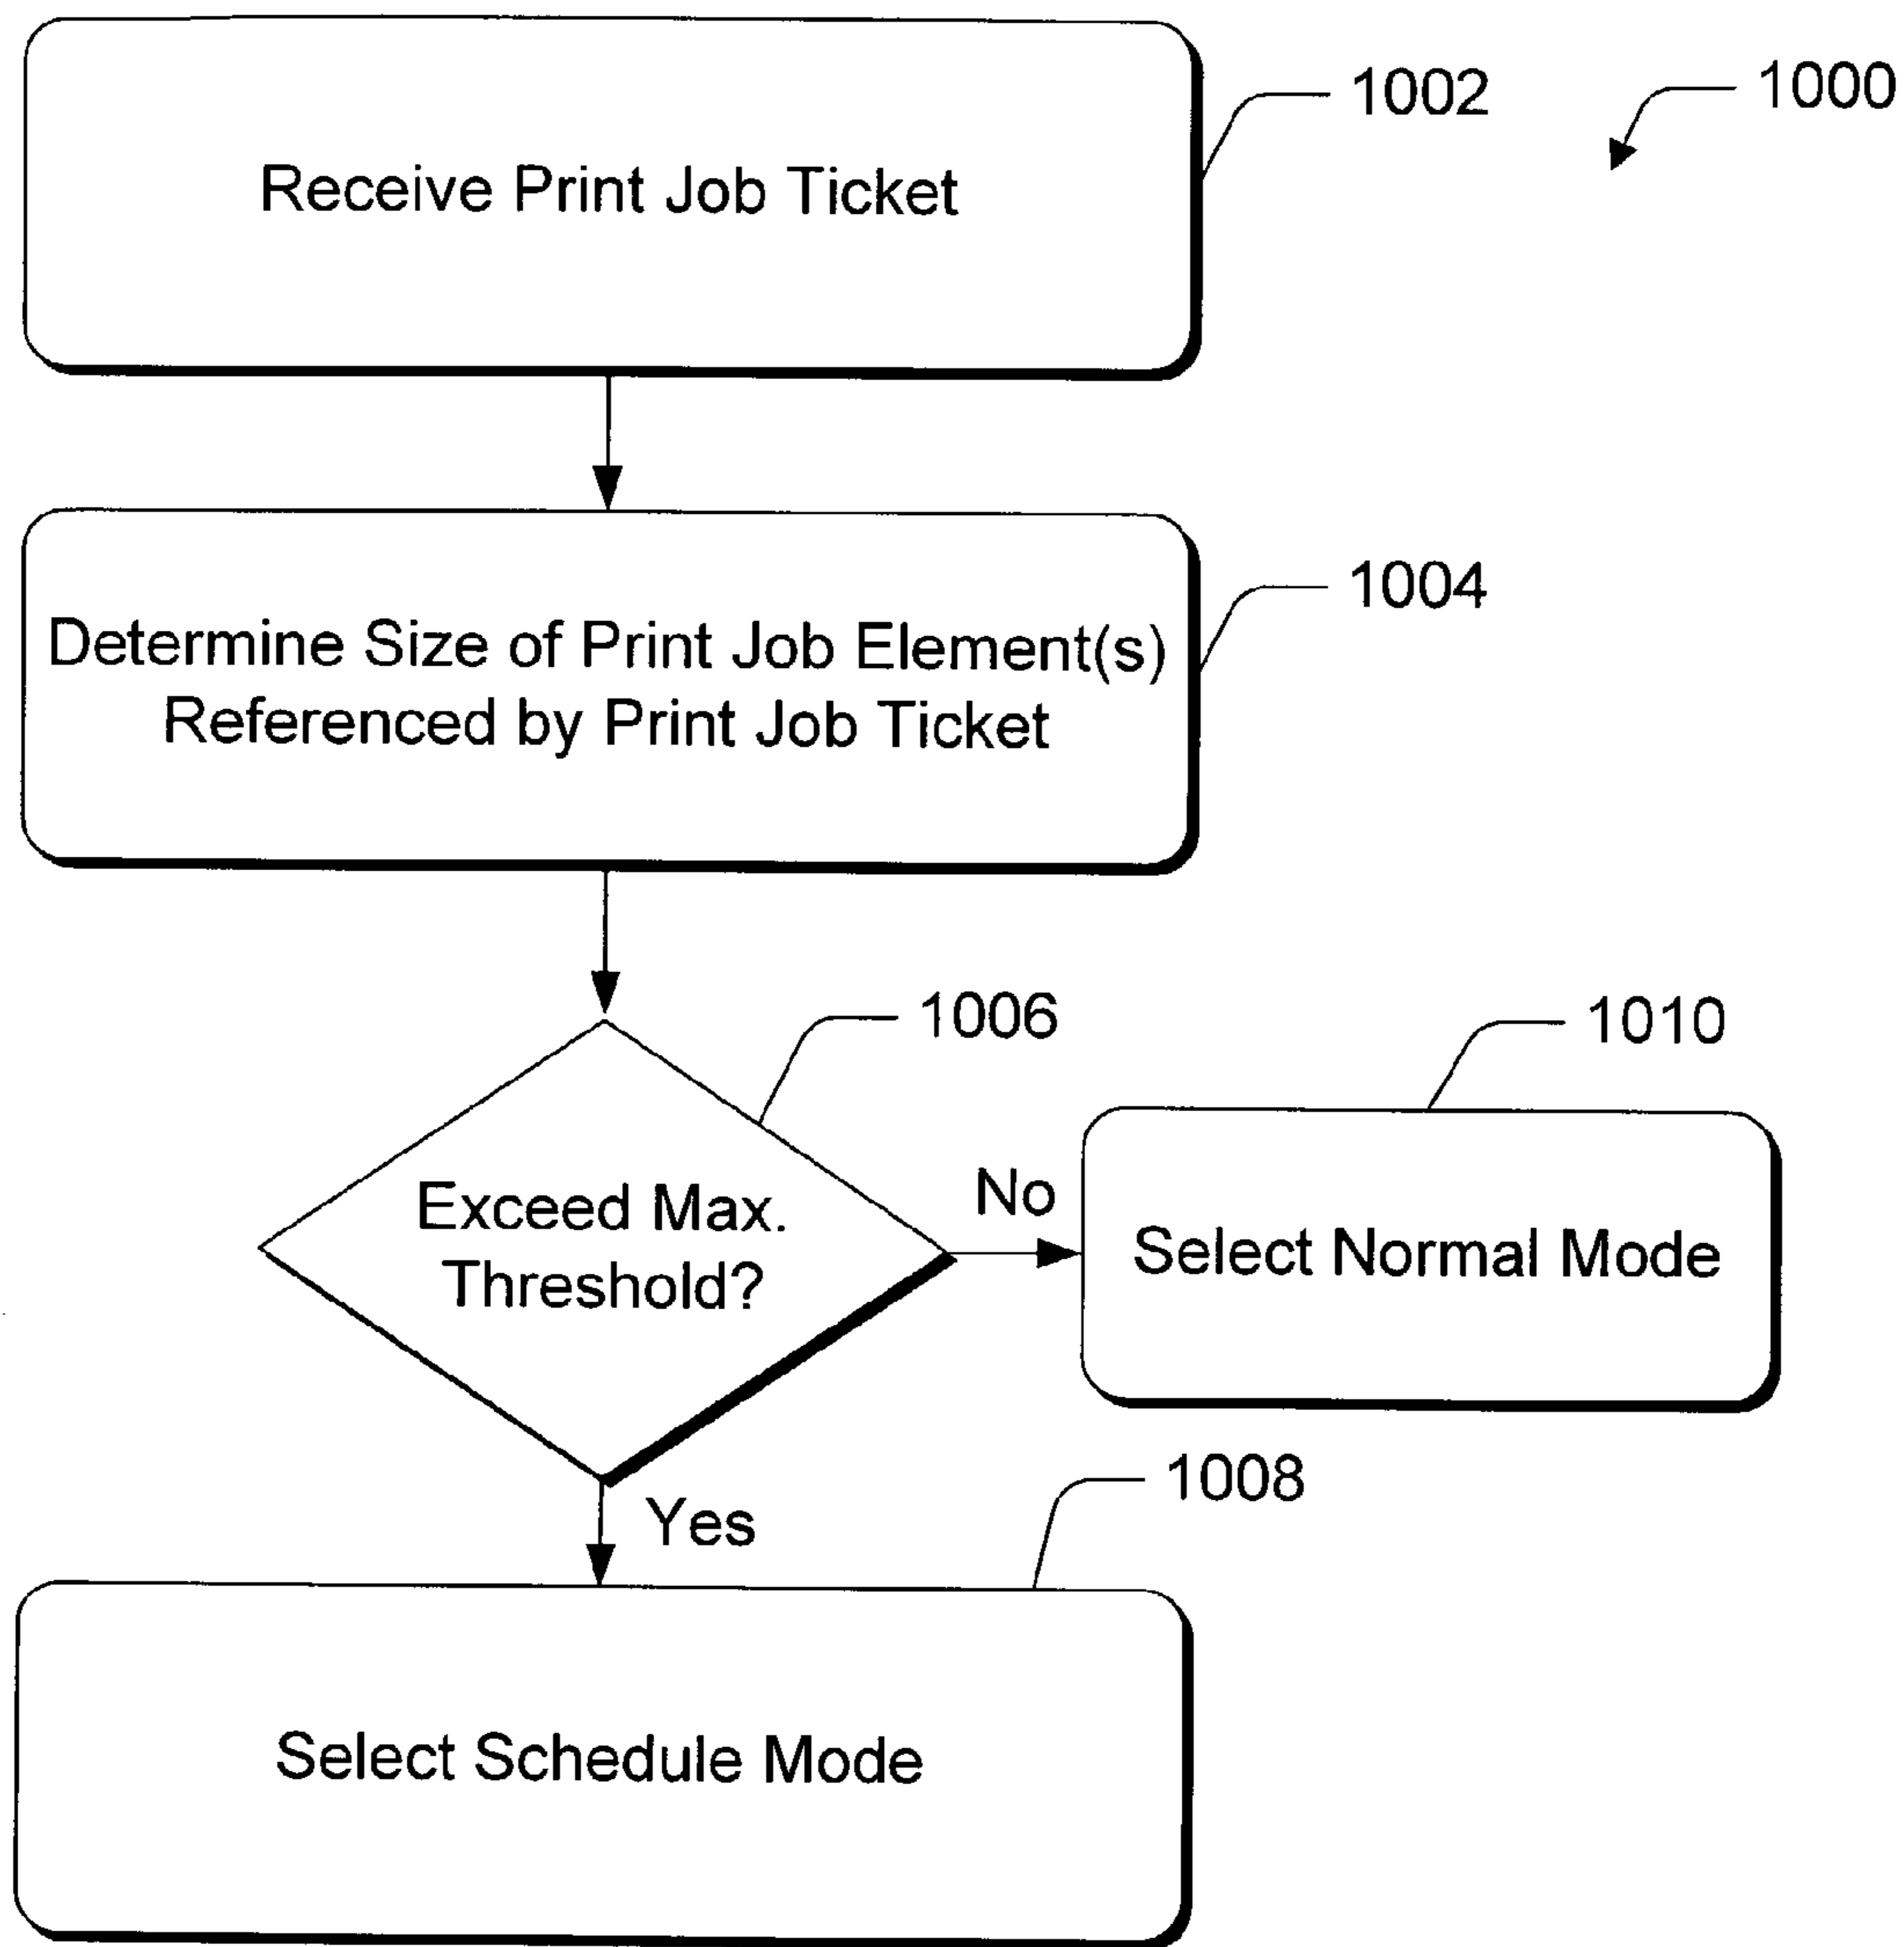 1002
1000
Receive Print Job Ticket
1004
Determine Size of Print Job Element(s)
Referenced by Print Job Ticket
1006
1010
Exceed Max.
Threshold?
No
Select Normal Mode
1008
Yes
Select Schedule Mode